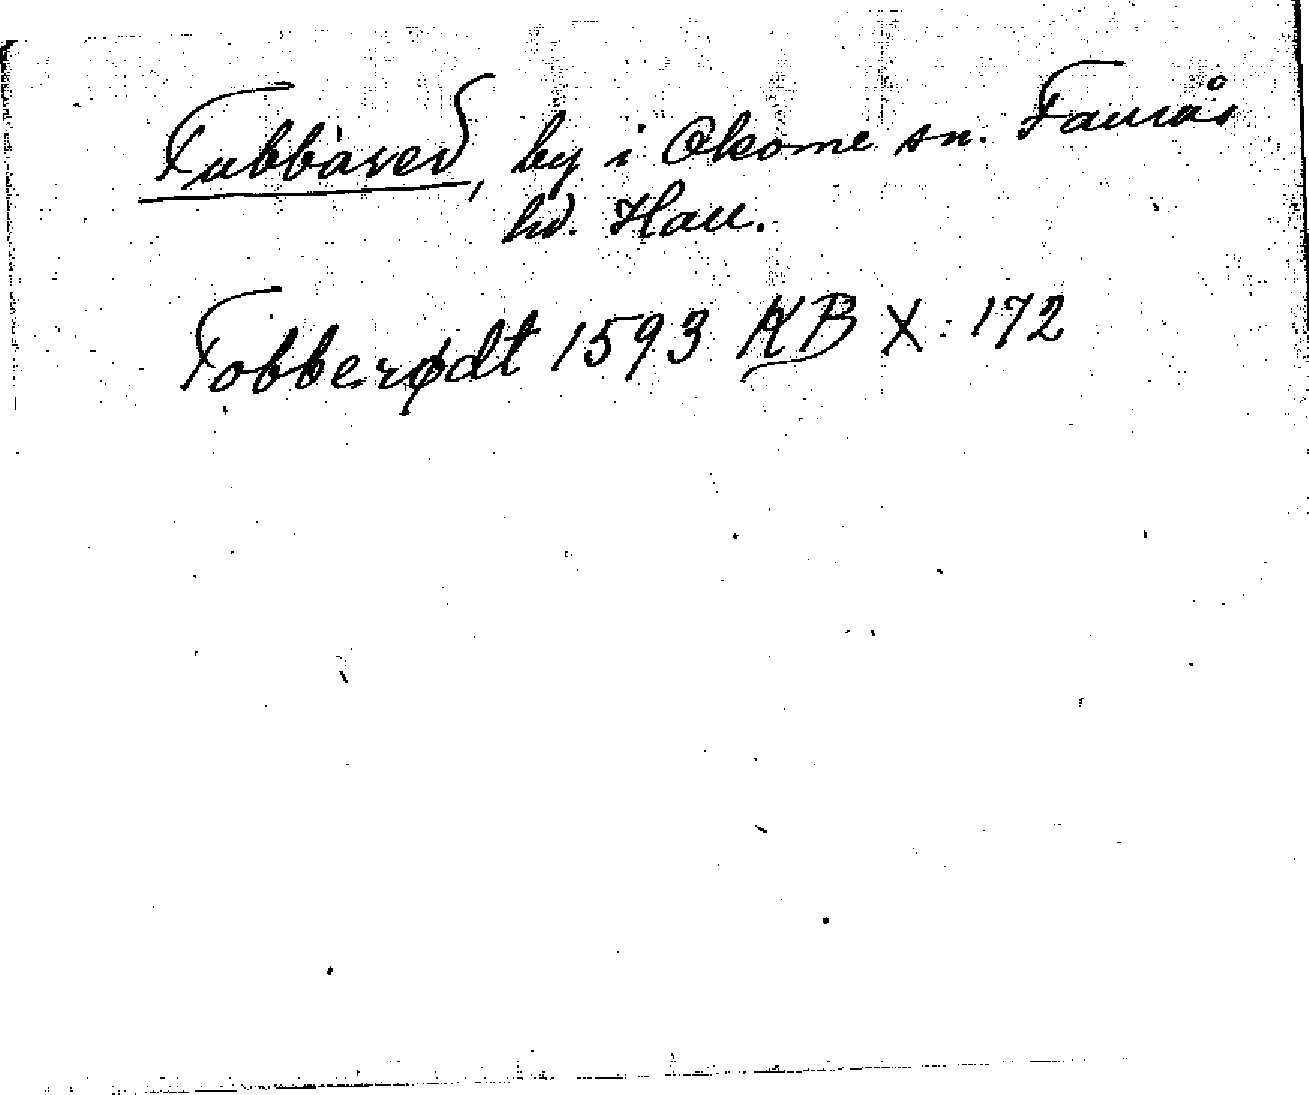 Tubbared, by i Okome sn. Faurås
hd. Hall.
Tobberødt 1593 KB X: 172